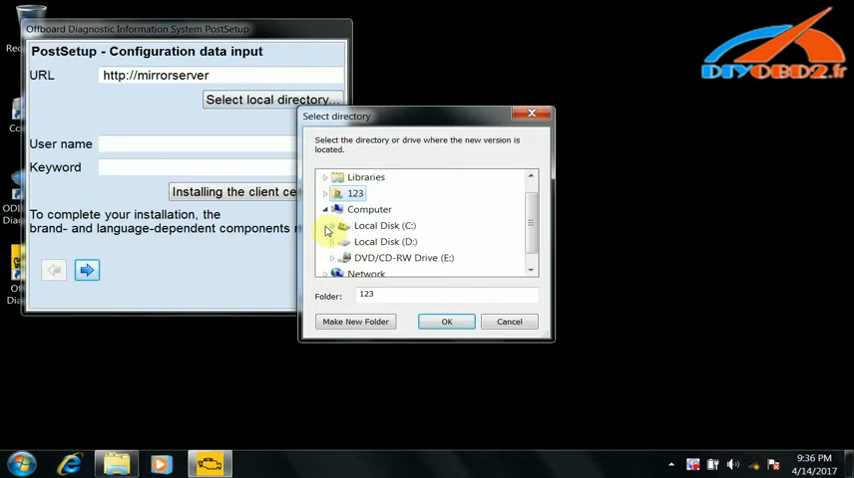 Offboard Diagnostic Information System PostSetup
PostSetup - Configuration data input
URL
http://mirrorserver
Select local directory...
User name
Keyword
Installing the client ce
To complete your installation, the
brand- and language-dependent components
Select directory
Select the directory or drive where the new version is
located.
Libraries
123
Computer
Local Disk (C:)
Local Disk (D:)
DVD/CD-RW Drive (E:)
Network
Folder:
123
Make New Folder
OK
Cancel
DIYOBD2.fr
9:36 PM
4/14/2017